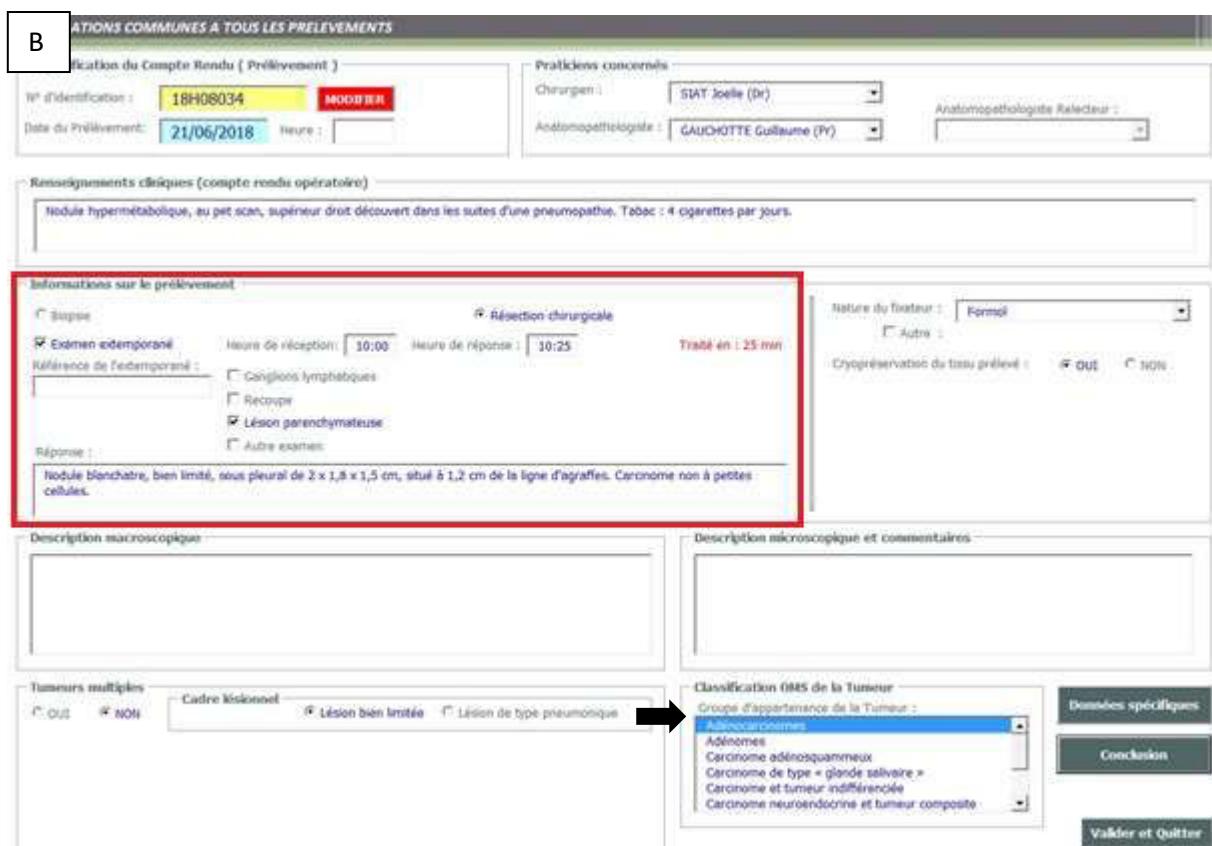 B
ATIONS COMMUNES A TOUS LES PRELEVEMENTS
fication du Compte Rendu ( Prélèvement )
N° d'identification :
18H08034
MODIFIER
Date du Prélèvement:
21/06/2018
Heure :
Praticiens concernés
Chirurgien :
SIAT Joelle (Dr)
Anatomopathologiste :
GAUCHOTTE Guillaume (Pr)
Anatomopathologiste Relecteur :
Renseignements cliniques (compte rendu opératoire)
Nodule hypermétabolique, au pet scan, supérieur droit découvert dans les suites d'une pneumopathie. Tabac : 4 cigarettes par jours.
Informations sur le prélèvement
Biopsie
Résection chirurgicale
Examen extemporané
Heure de réception:
10:00
Heure de réponse :
10:25
Traité en : 25 min
Référence de l'extemporané :
Ganglions lymphatiques
Recoupe
Lésion parenchymateuse
Autre examen
Réponse :
Nodule blanchatre, bien limité, sous pleural de 2 x 1,8 x 1,5 cm, situé à 1,2 cm de la ligne d'agraffes. Carcinome non à petites
cellules.
Nature du fixateur :
Formol
Autre :
Cryopréservation du tissu prélevé :
OUI
NON
Description macroscopique
Description microscopique et commentaires
Tumeurs multiples
OUI
NON
Cadre lésionnel
Lésion bien limitée
Lésion de type pneumonique
Classification OMS de la Tumeur
Groupe d'appartenance de la Tumeur :
Adénocarcinomes
Adénomes
Carcinome adénosquammeux
Carcinome de type « glande salivaire »
Carcinome et tumeur indifférenciée
Carcinome neuroendocrine et tumeur composite
Données spécifiques
Conclusion
Valider et Quitter